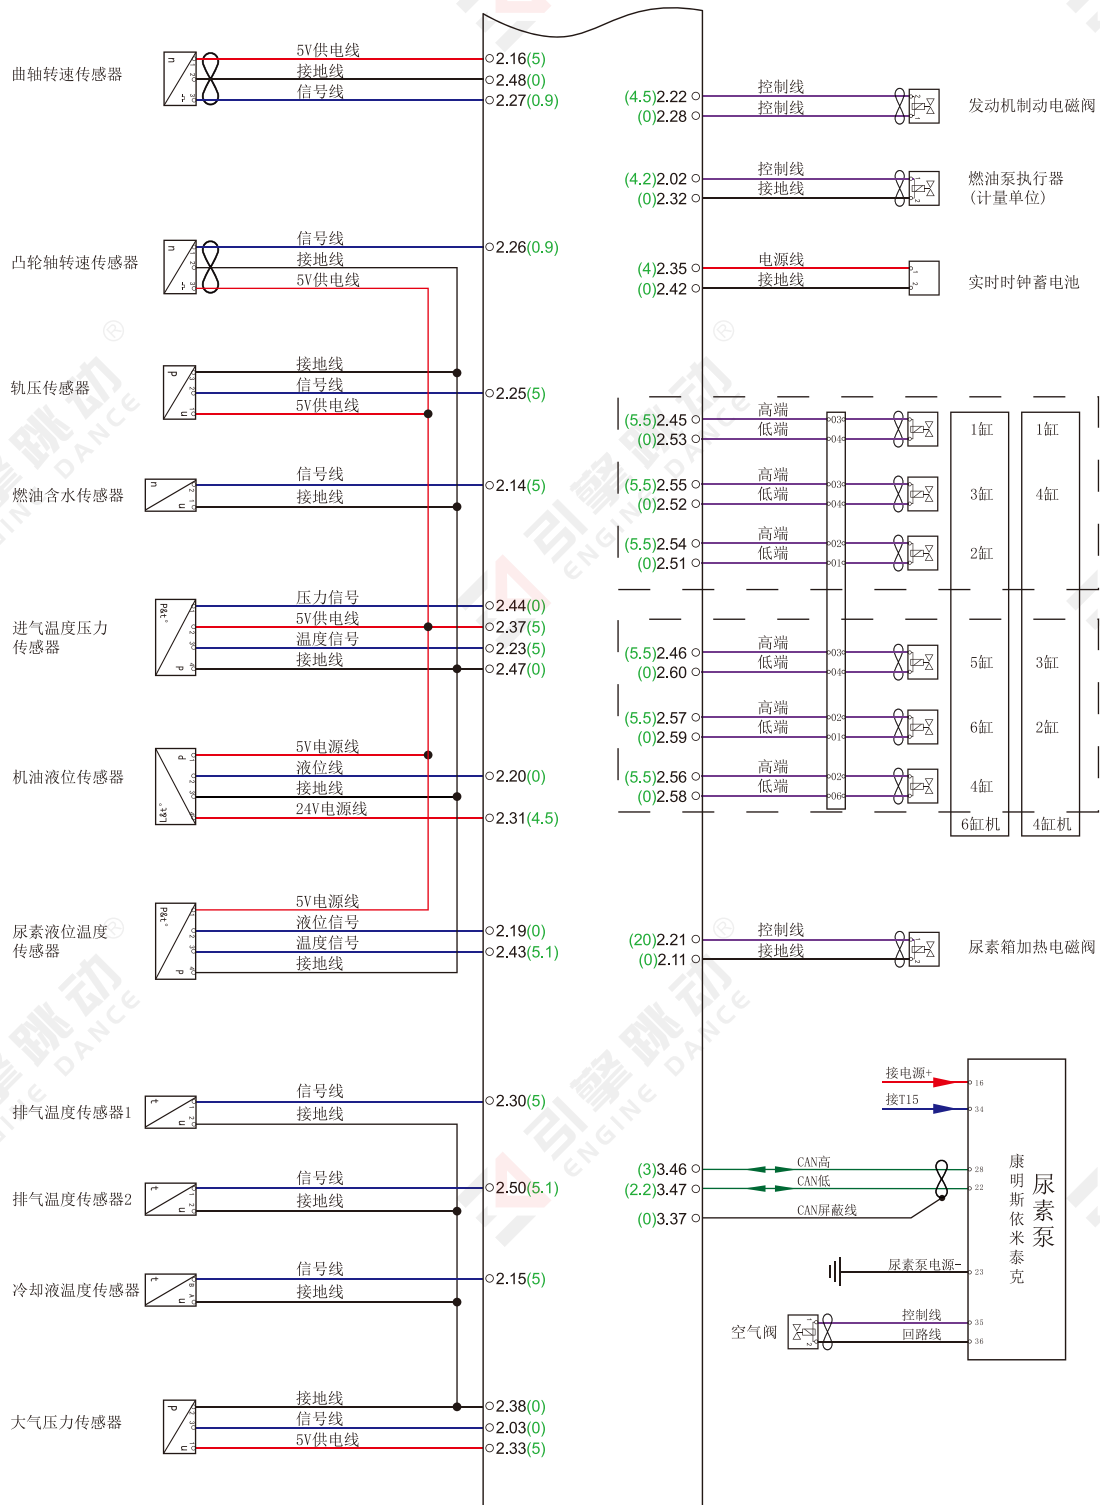 曲轴转速传感器
5V供电线
2.16(5)
接地线
2.48(0)
信号线
2.27(0.9)
凸轮轴转速传感器
信号线
2.26(0.9)
接地线
5V供电线
轨压传感器
接地线
信号线
2.25(5)
5V供电线
燃油含水传感器
信号线
2.14(5)
接地线
进气温度压力
传感器
压力信号
2.44(0)
5V供电线
2.37(5)
温度信号
2.23(5)
接地线
2.47(0)
机油液位传感器
5V电源线
液位线
2.20(0)
接地线
24V电源线
2.31(4.5)
尿素液位温度
传感器
5V电源线
液位信号
2.19(0)
温度信号
2.43(5.1)
接地线
排气温度传感器1
信号线
2.30(5)
接地线
排气温度传感器2
信号线
2.50(5.1)
接地线
冷却液温度传感器
信号线
2.15(5)
接地线
大气压力传感器
接地线
2.38(0)
信号线
2.03(0)
5V供电线
2.33(5)
(4.5)2.22
控制线
(0)2.28
控制线
发动机制动电磁阀
(4.2)2.02
控制线
(0)2.32
接地线
燃油泵执行器
(计量单位)
(4)2.35
电源线
(0)2.42
接地线
实时时钟蓄电池
(5.5)2.45
高端
03
(0)2.53
低端
04
1缸
1缸
(5.5)2.55
高端
03
(0)2.52
低端
04
3缸
4缸
(5.5)2.54
高端
02
(0)2.51
低端
01
2缸
(5.5)2.46
高端
03
(0)2.60
低端
04
5缸
3缸
(5.5)2.57
高端
02
(0)2.59
低端
01
6缸
2缸
(5.5)2.56
高端
02
(0)2.58
低端
06
4缸
6缸机
4缸机
(20)2.21
控制线
(0)2.11
接地线
尿素箱加热电磁阀
接电源+
16
接T15
34
(3)3.46
CAN高
28
(2.2)3.47
CAN低
22
(0)3.37
CAN屏蔽线
尿素泵电源-
23
空气阀
控制线
35
回路线
36
康明斯依米泰克
尿素泵
引擎跳动
ENGINE DANCE